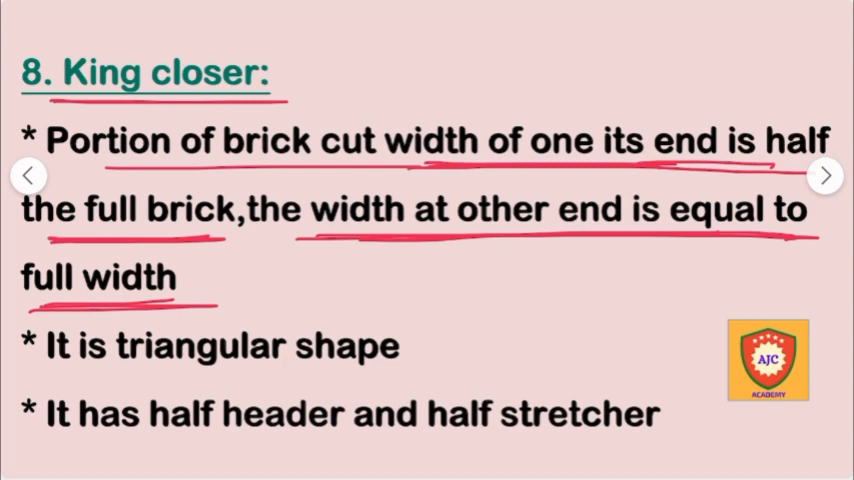 8. King closer:
* Portion of brick cut width of one its end is half
the full brick,the width at other end is equal to
full width
* It is triangular shape
* It has half header and half stretcher
AJC
ACADEMY